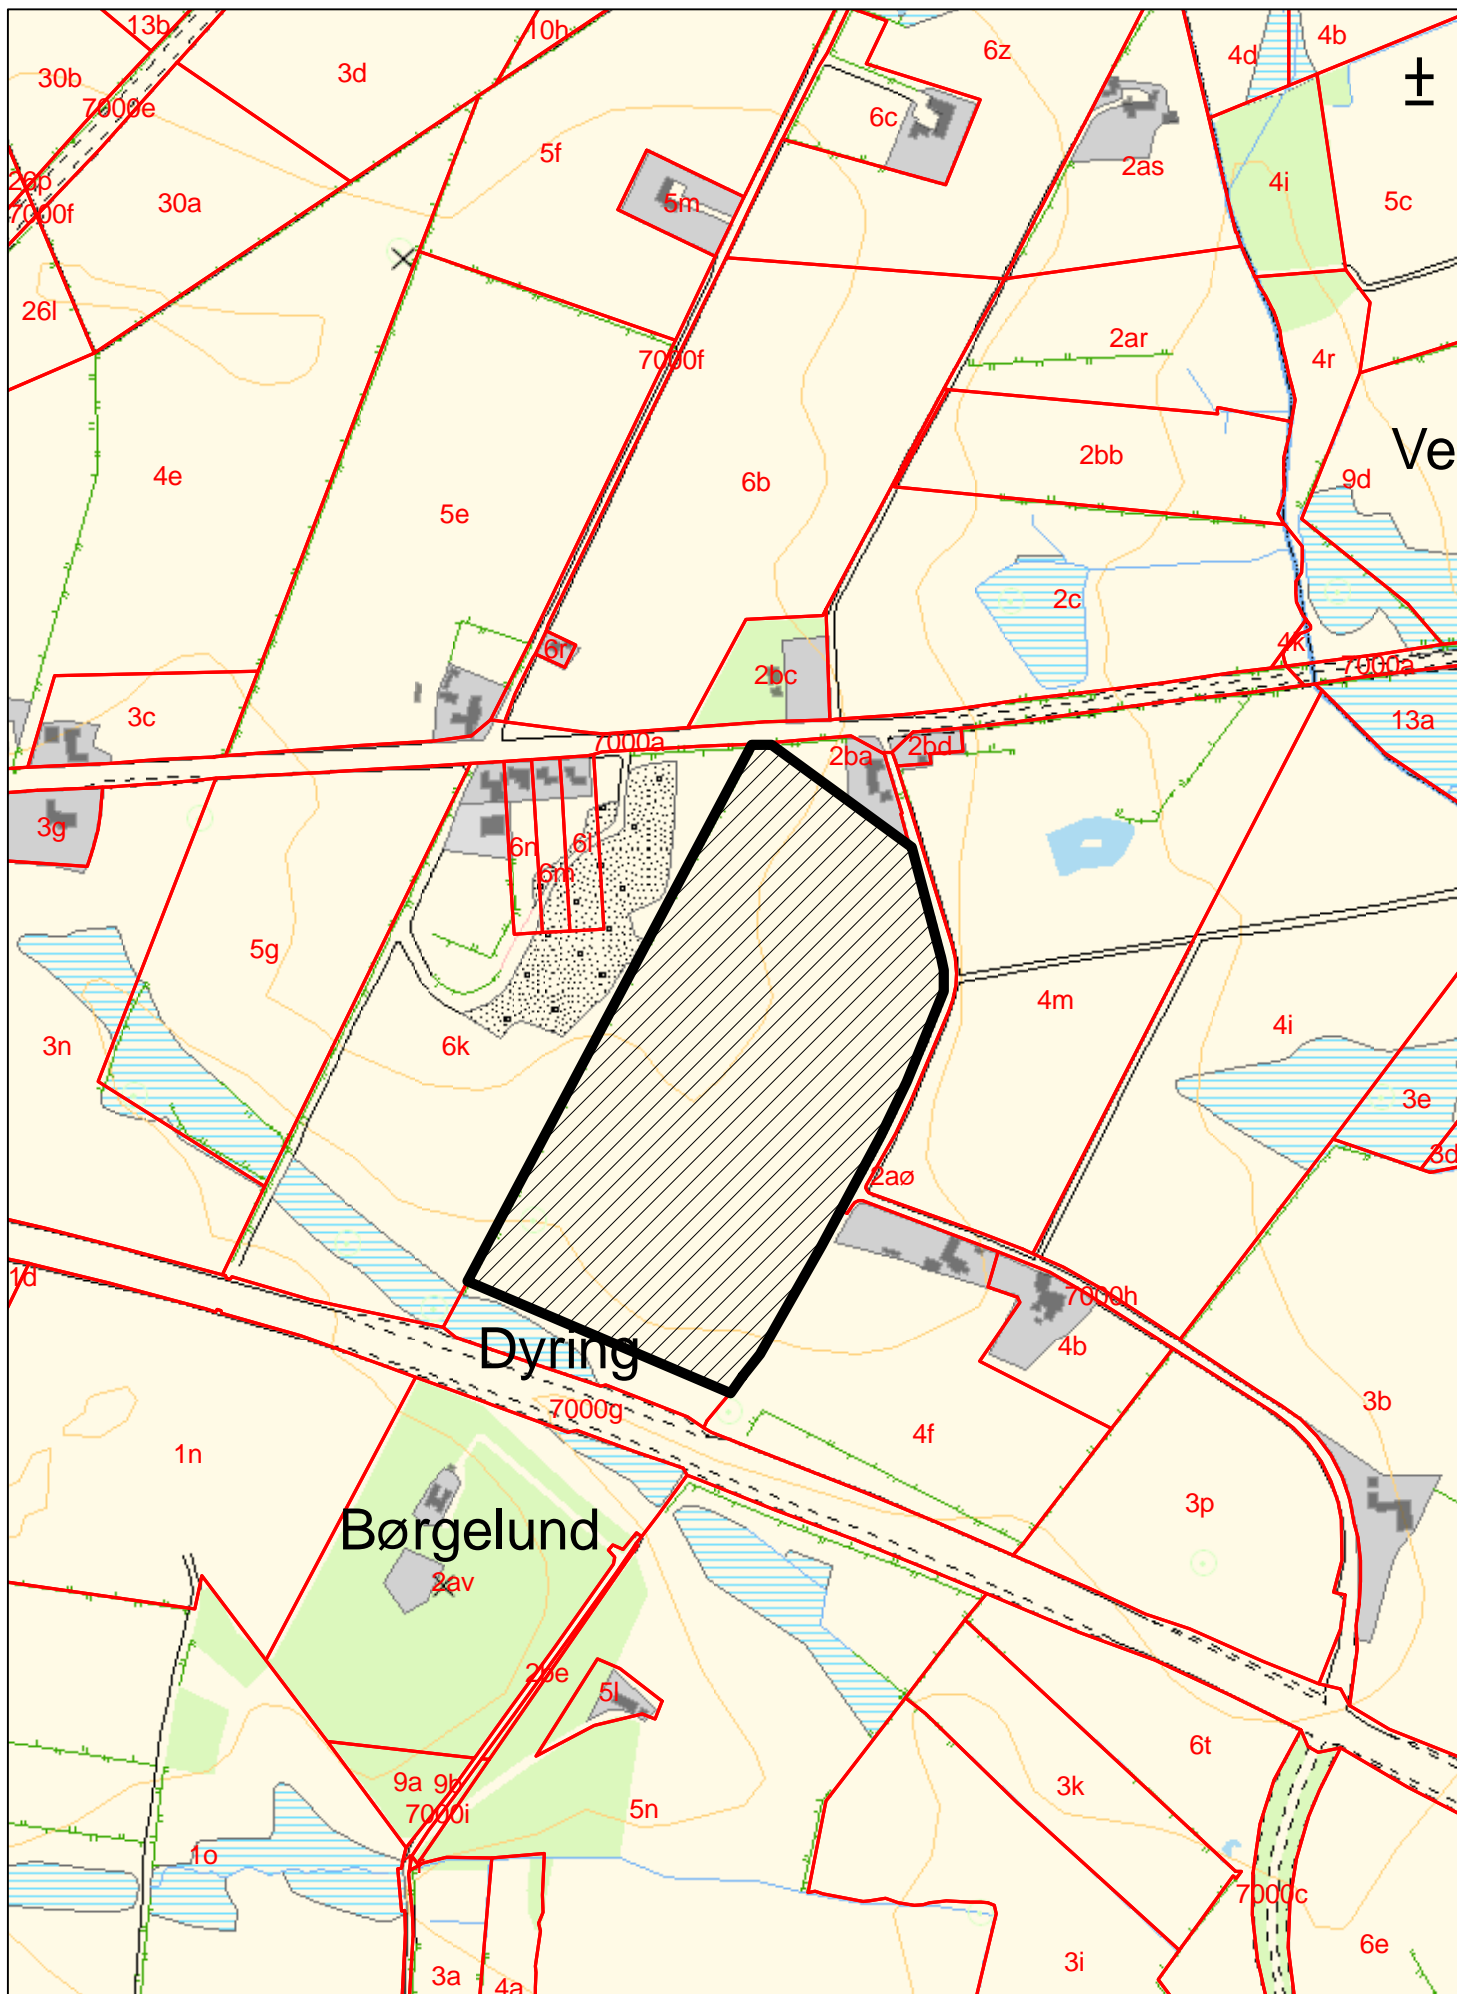 13b
10h
4b
6z
4d
30b
3d
±
7000e
6c
5f
2as
26p
4i
5c
30a
5m
7000f
26l
2ar
4r
7000f
Ve
2bb
4e
6b
9d
5e
2c
4k
6r
7000a
2bc
3c
13a
7000a
2ba
2bd
3g
6n
6l
6m
5g
4m
4i
3n
6k
3e
3d
2aø
1d
7000h
Dyring
4b
3b
7000g
4f
1n
3p
Børgelund
2av
2be
5l
6t
9a
9b
3k
7000i
5n
1o
7000c
6e
3i
3a
4a